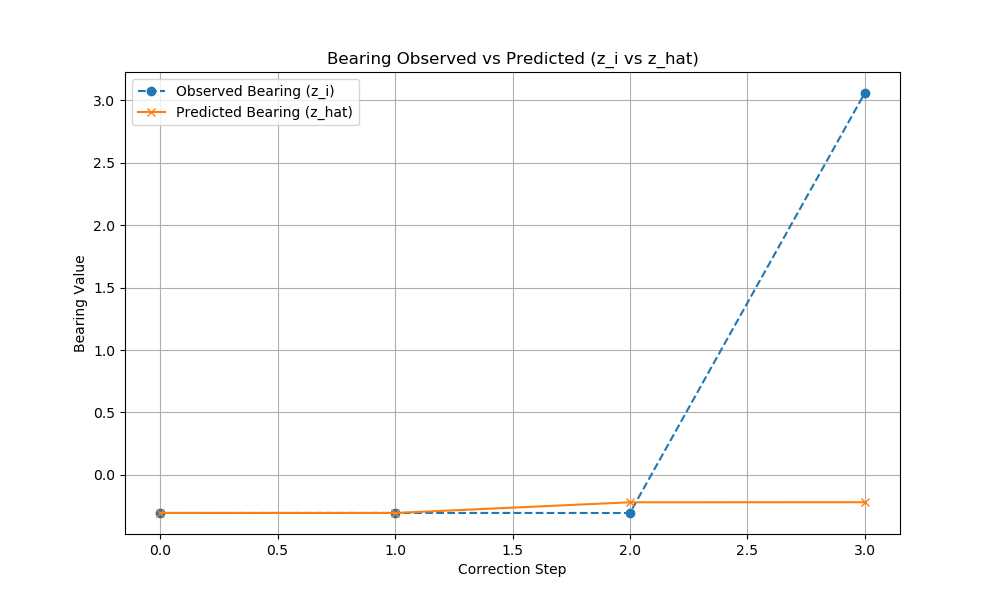 Bearing Observed vs Predicted (z_i vs z_hat)
Observed Bearing (z_i)
Predicted Bearing (z_hat)
Bearing Value
3.0
2.5
2.0
1.5
1.0
0.5
0.0
0.0 0.5 1.0 1.5 2.0 2.5 3.0
Correction Step